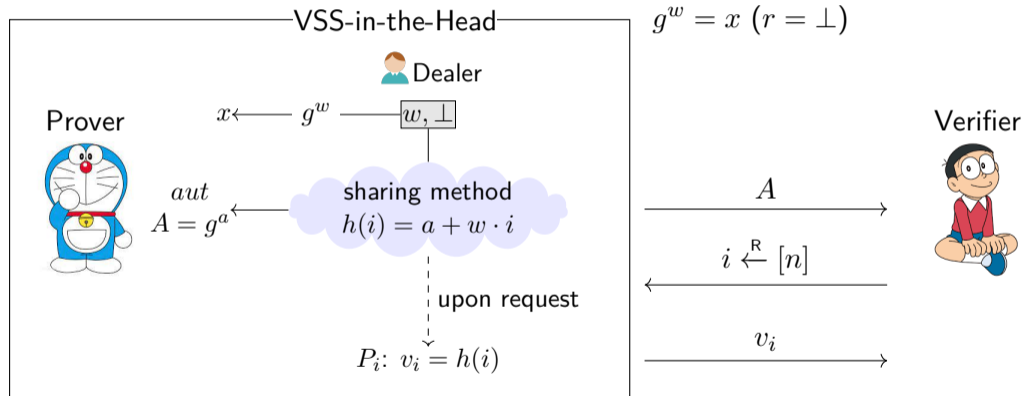 VSS-in-the-Head
g^w = x (r = ⊥)
Dealer
Prover
x
g^w
w, ⊥
Verifier
sharing method
h(i) = a + w · i
aut
A = g^a
A
i ←^R [n]
upon request
P_i: v_i = h(i)
v_i